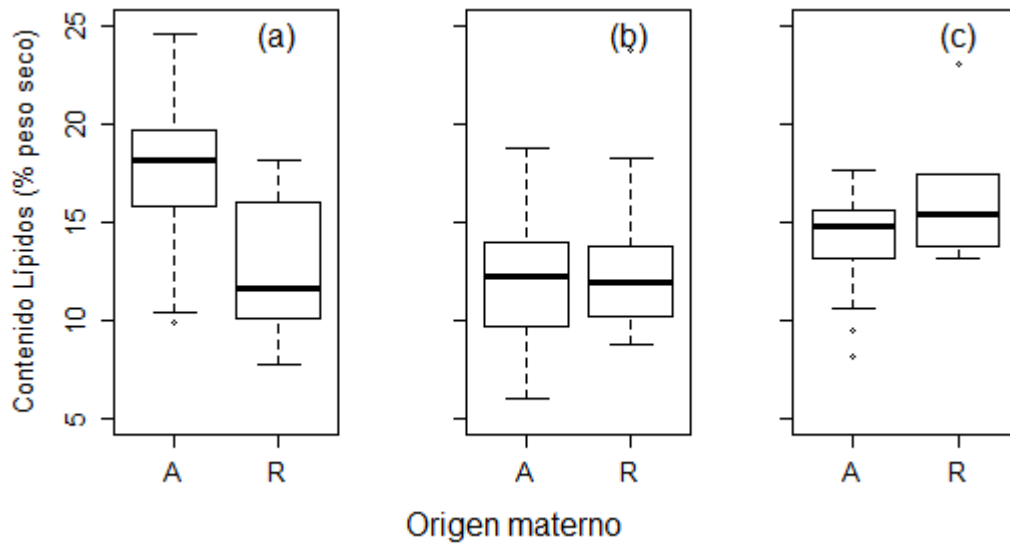 (a)
(b)
(c)
Contenido Lípidos (% peso seco)
25
20
15
10
5
A R
A R
A R
Origen materno